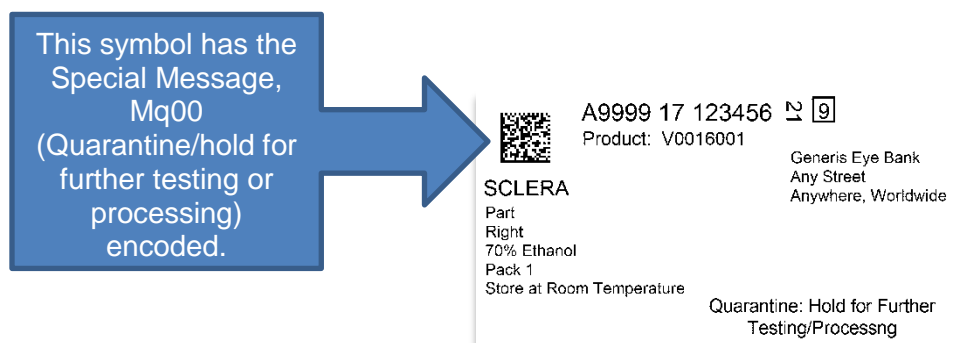 This symbol has the
Special Message,
Mq00
(Quarantine/hold for
further testing or
processing)
encoded.
A9999 17 123456 21 9
Product: V0016001
Generis Eye Bank
Any Street
Anywhere, Worldwide
SCLERA
Part
Right
70% Ethanol
Pack 1
Store at Room Temperature
Quarantine: Hold for Further
Testing/Processng